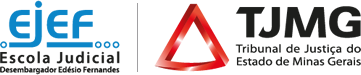 EJEF
Escola Judicial
Desembargador Edésio Fernandes
TJMG
Tribunal de Justiça do
Estado de Minas Gerais